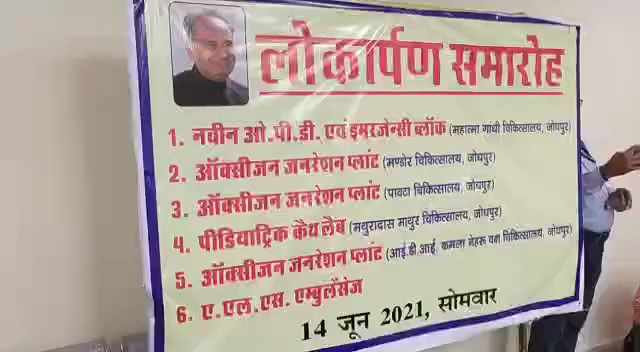 लोकार्पण समारोह
1. नवीन ओ.पी.डी. एवं इमरजेन्सी ब्लॉक (महात्मा गांधी चिकित्सालय, जोधपुर)
2. ऑक्सीजन जनरेशन प्लांट (मण्डोर चिकित्सालय, जोधपुर)
3. ऑक्सीजन जनरेशन प्लांट (पावटा चिकित्सालय, जोधपुर)
4. पीडियाट्रिक कैथ लैब (मथुरादास माथुर चिकित्सालय, जोधपुर)
5. ऑक्सीजन जनरेशन प्लांट (आई.डी.आई. कमला नेहरू वक्ष चिकित्सालय, जोधपुर)
6. ए.एल.एस. एम्बुलेंसेज
14 जून 2021, सोमवार